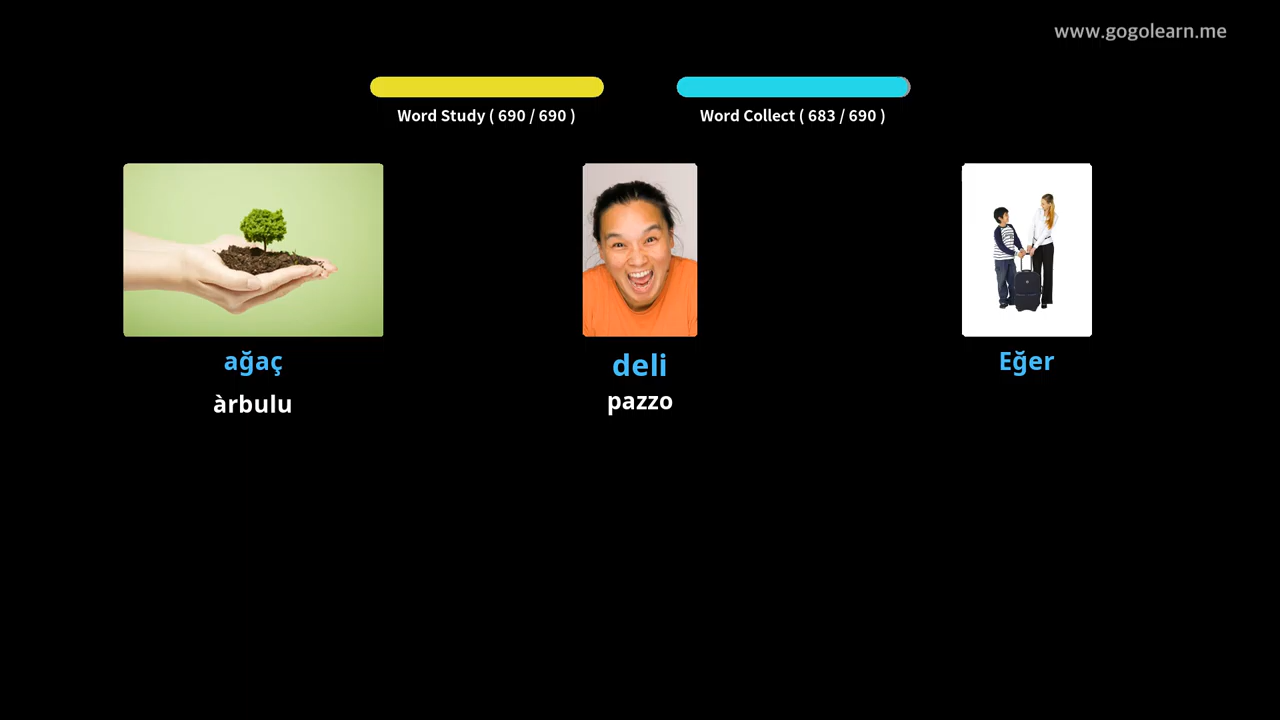 www.gogolearn.me
Word Study ( 690 / 690 )
Word Collect ( 683 / 690 )
ağaç
deli
Eğer
àrbulu
pazzo